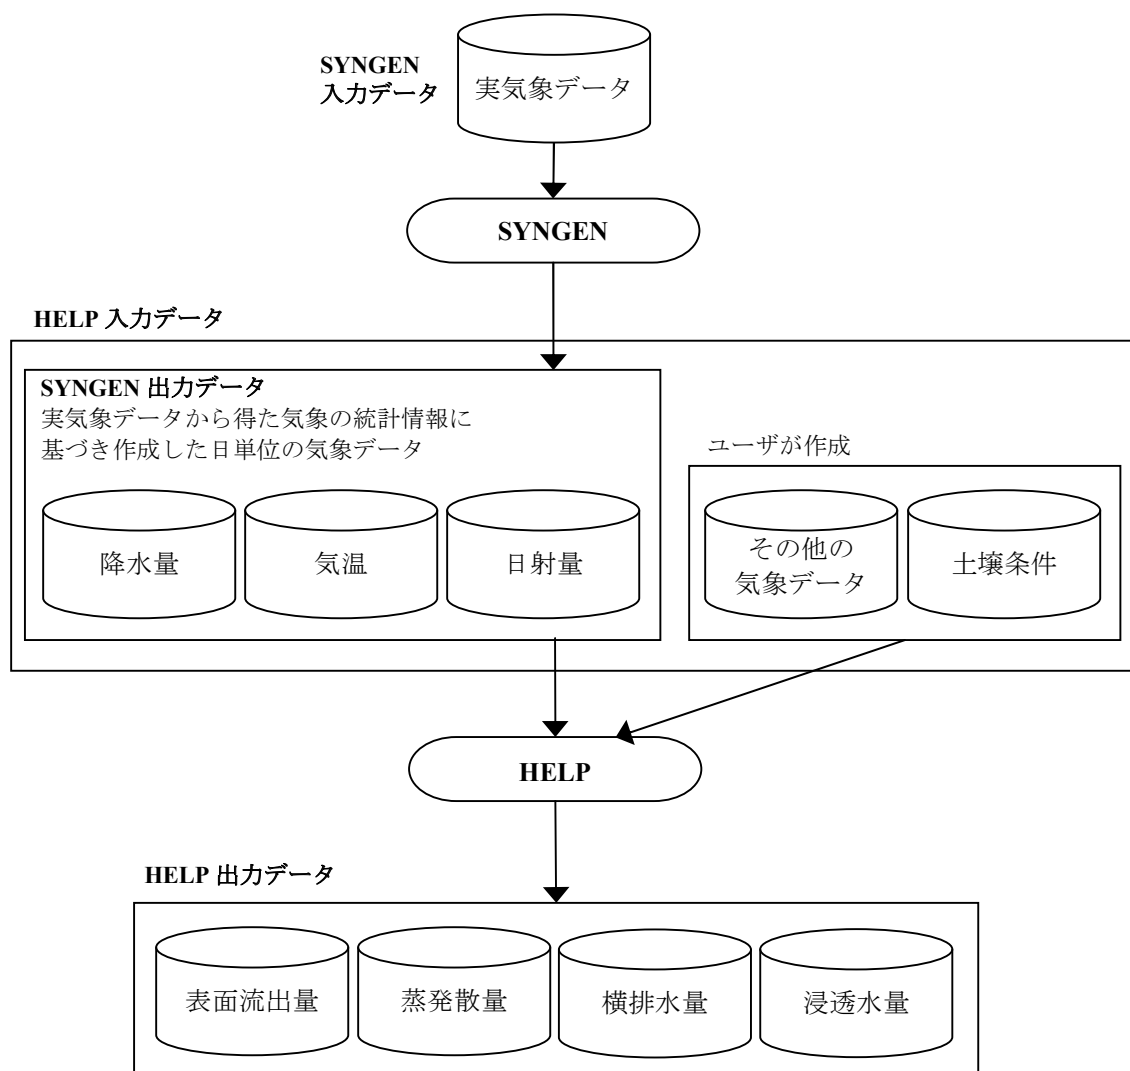 SYNGEN
入力データ
実気象データ
SYNGEN
HELP 入力データ
SYNGEN 出力データ
実気象データから得た気象の統計情報に
基づき作成した日単位の気象データ
ユーザが作成
降水量
気温
日射量
その他の
気象データ
土壌条件
HELP
HELP 出力データ
表面流出量
蒸発散量
横排水量
浸透水量